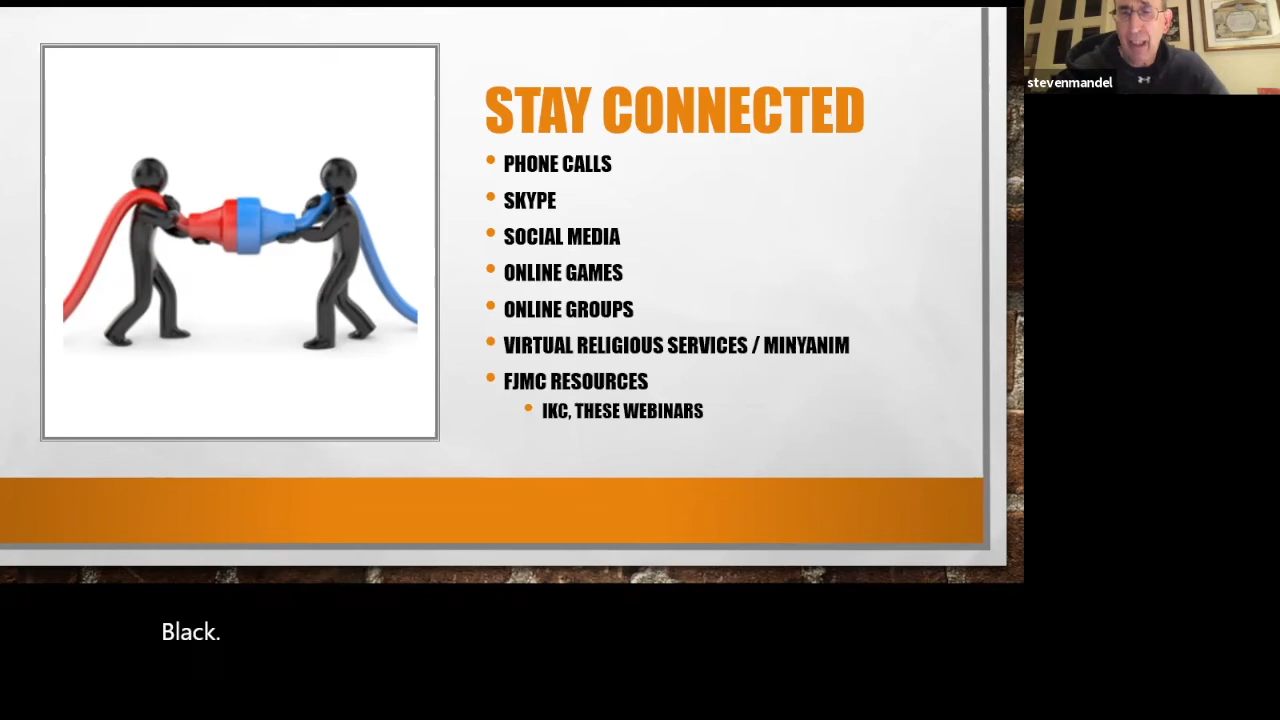 STAY CONNECTED
PHONE CALLS
SKYPE
SOCIAL MEDIA
ONLINE GAMES
ONLINE GROUPS
VIRTUAL RELIGIOUS SERVICES / MINYANIM
FJMC RESOURCES
IKC, THESE WEBINARS
stevenmandel
Black.